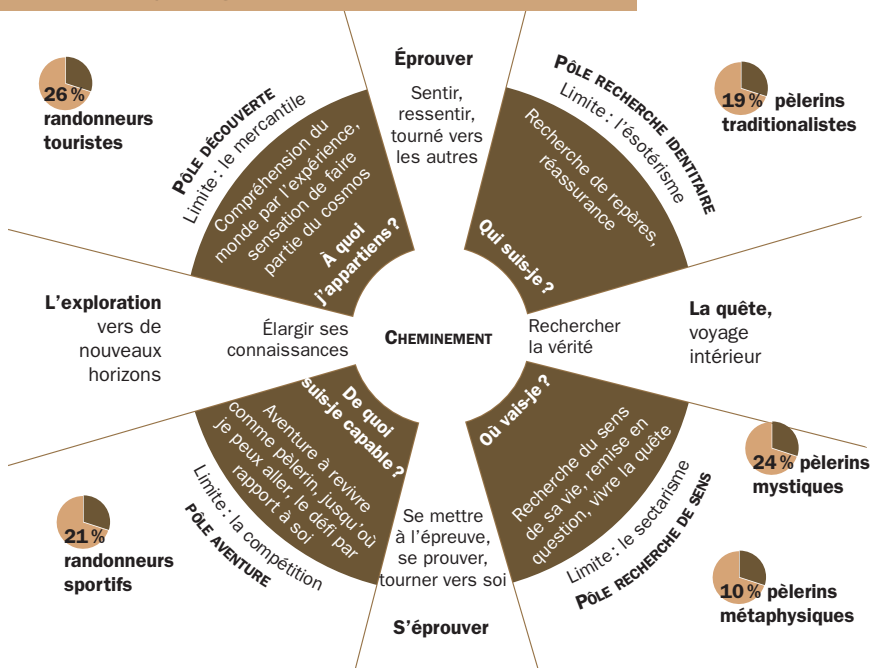 26 %
randonneurs
touristes
PÔLE DÉCOUVERTE
Limite : le mercantile
Compréhension du
monde par l'expérience,
sensation de faire
partie du cosmos
À quoi
j'appartiens ?
Éprouver
Sentir,
ressentir,
tourné vers
les autres
PÔLE RECHERCHE IDENTITAIRE
Limite : l'ésotérisme
Recherche de repères,
réassurance
Qui suis-je ?
19 % pèlerins
traditionalistes
L'exploration
vers de
nouveaux
horizons
Élargir ses
connaissances
CHEMINEMENT
Rechercher
la vérité
La quête,
voyage
intérieur
De quoi
suis-je capable ?
Aventure à revivre
comme pèlerin, jusqu'où
je peux aller, le défi par
rapport à soi
Limite : la compétition
PÔLE AVENTURE
21 %
randonneurs
sportifs
Se mettre
à l'épreuve,
se prouver,
tourner vers soi
S'éprouver
Où vais-je ?
Recherche du sens
de sa vie, remise en
question, vivre la quête
Limite : le sectarisme
PÔLE RECHERCHE DE SENS
24 % pèlerins
mystiques
10 % pèlerins
métaphysiques